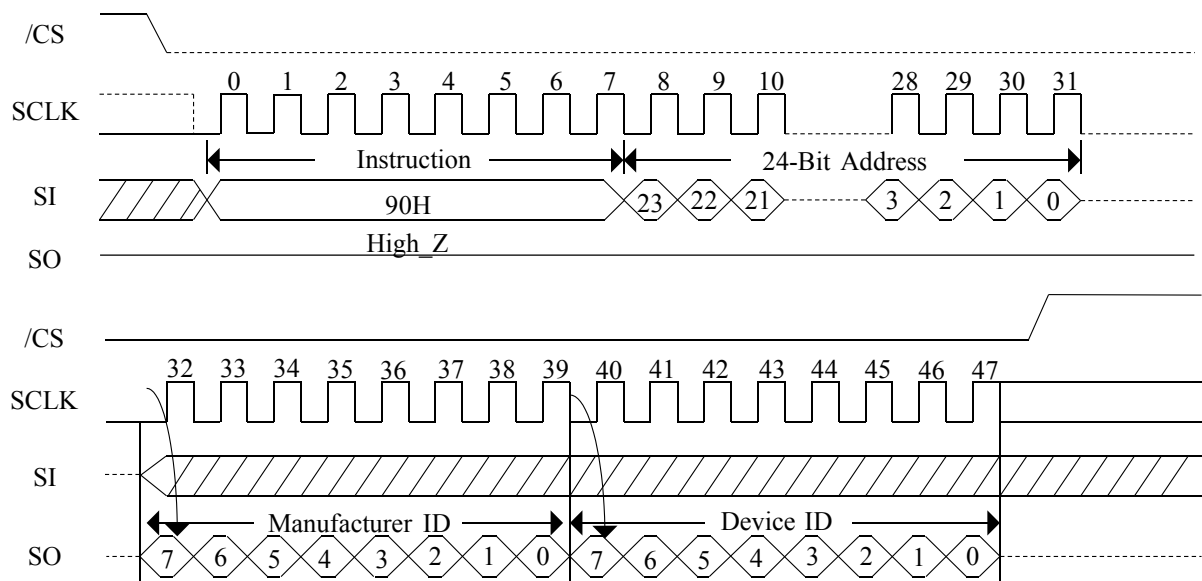 /CS
0 1 2 3 4 5 6 7 8 9 10 28 29 30 31
SCLK
Instruction 24-Bit Address
SI
90H 23 22 21 3 2 1 0
High_Z
SO
/CS
32 33 34 35 36 37 38 39 40 41 42 43 44 45 46 47
SCLK
SI
Manufacturer ID Device ID
SO
7 6 5 4 3 2 1 0 7 6 5 4 3 2 1 0